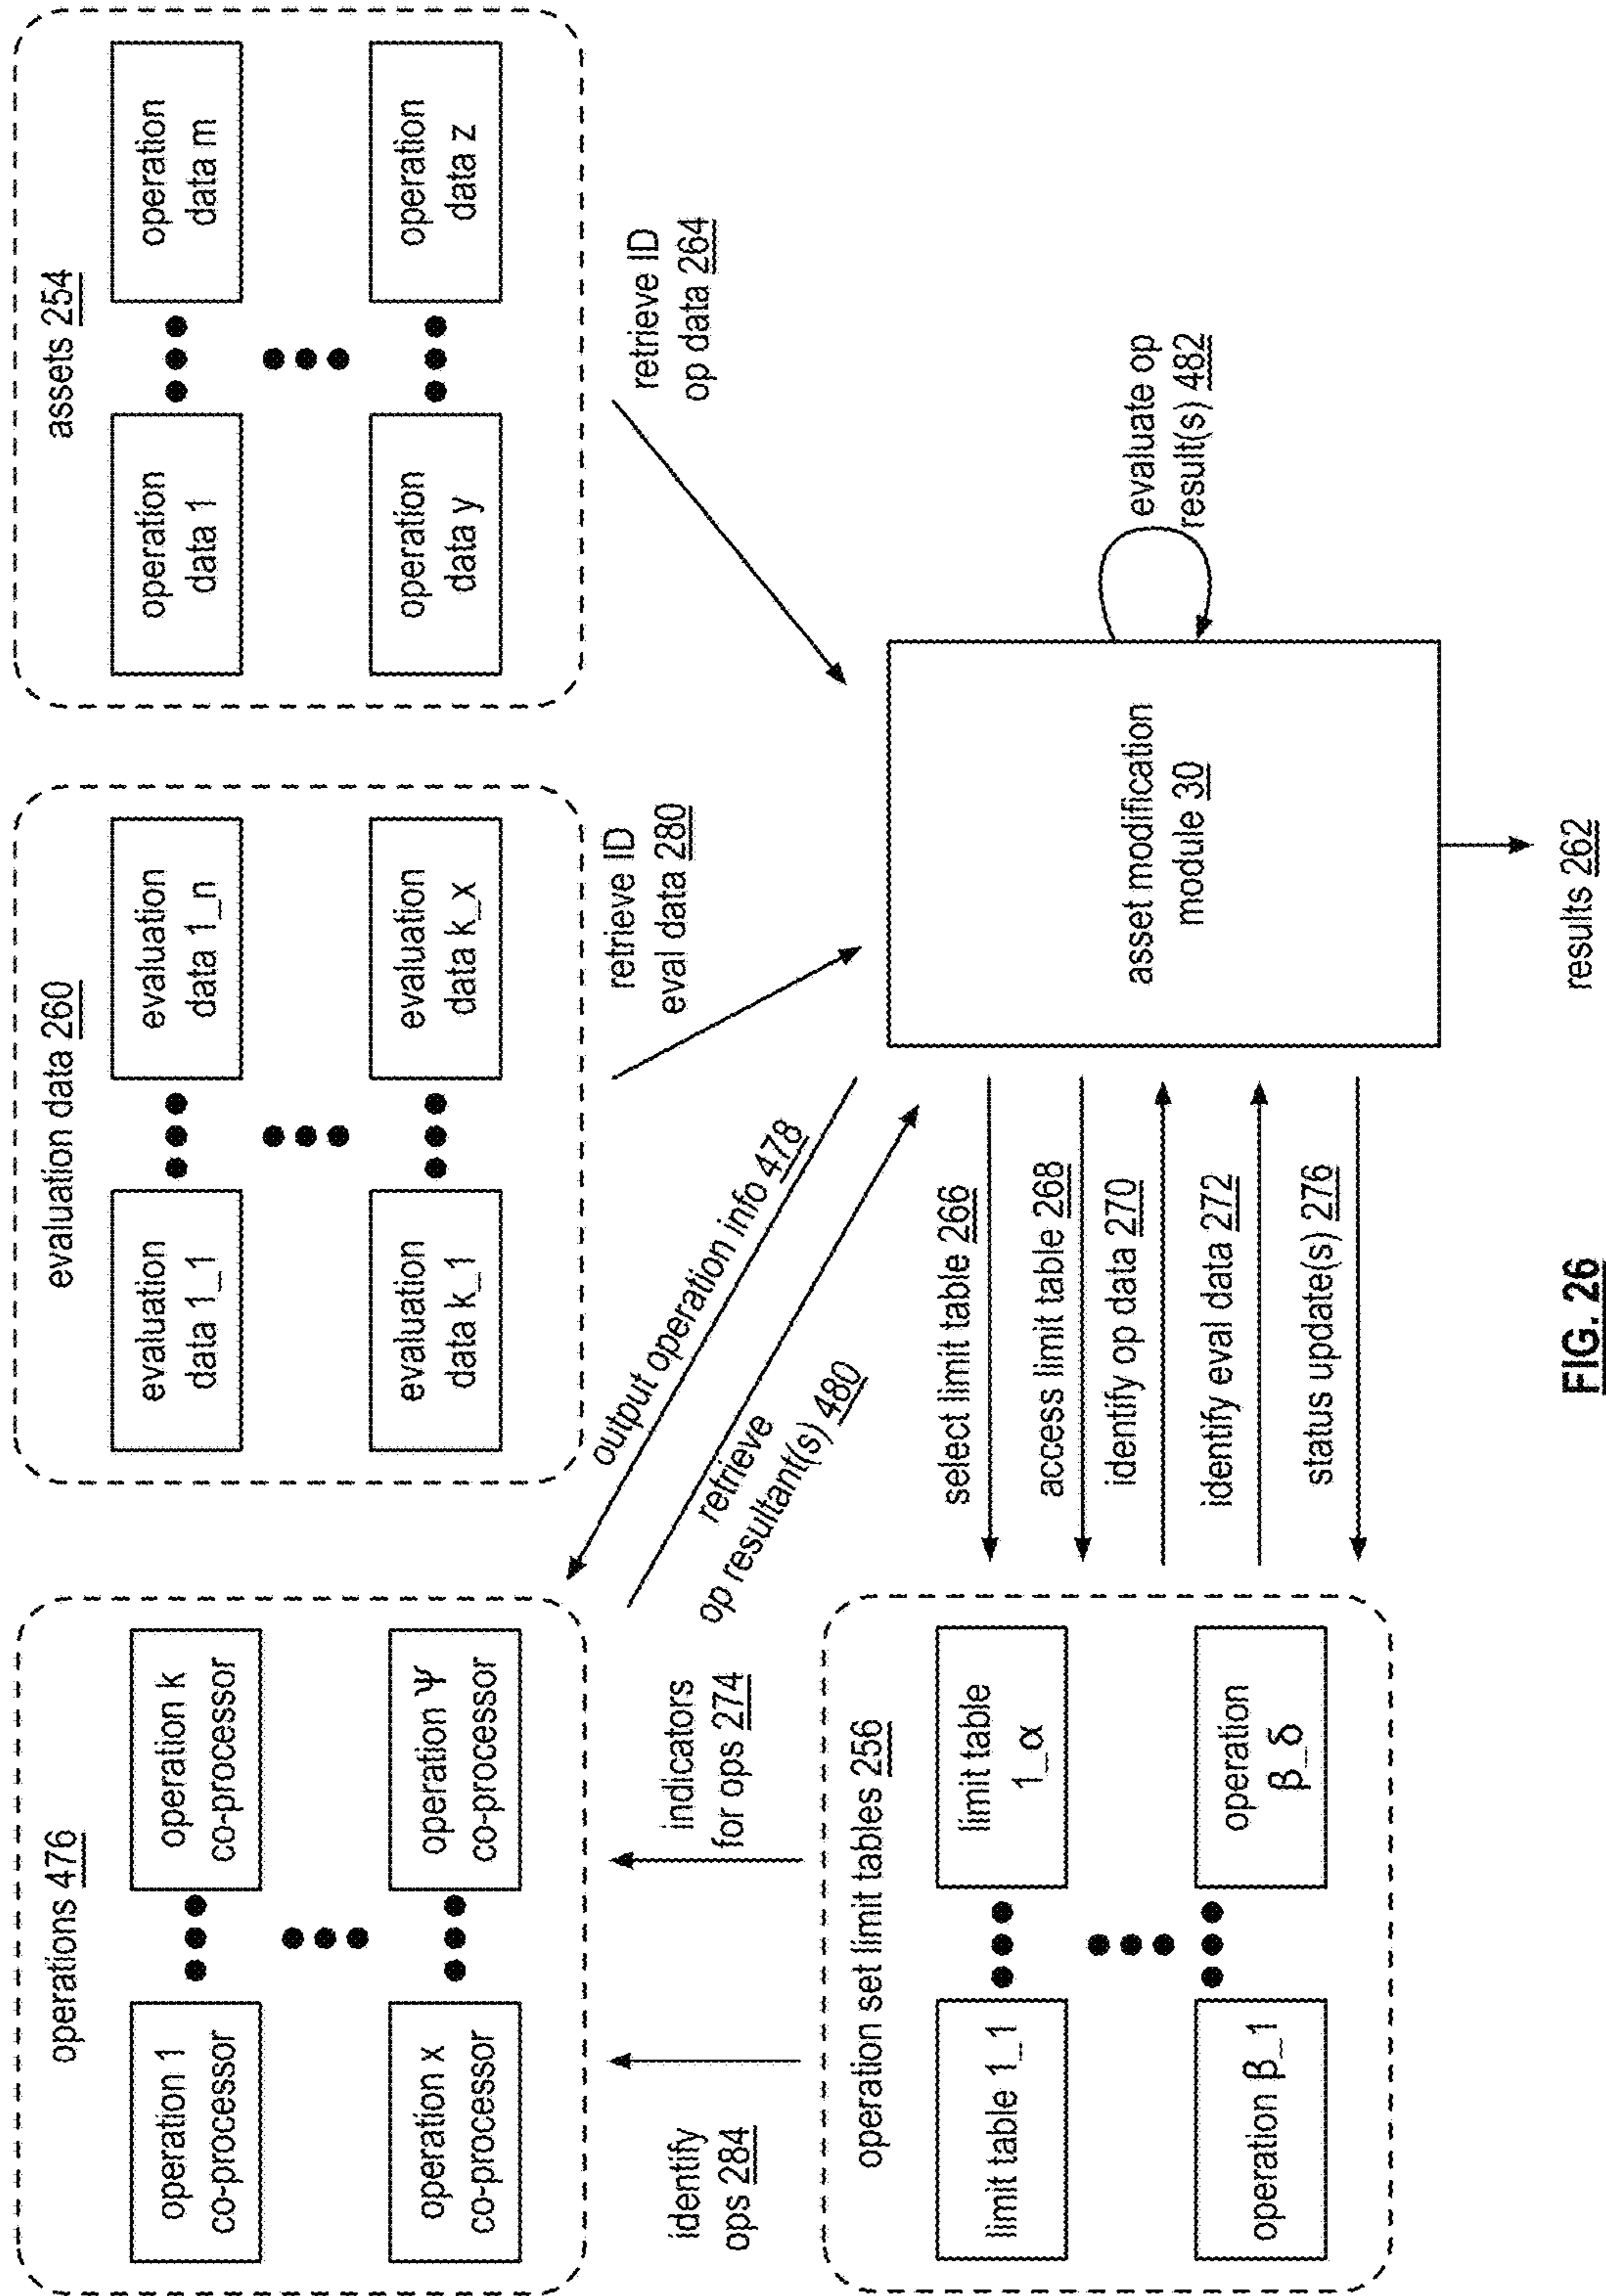 operations 476
operation 1
co-processor
operation k
co-processor
operation x
co-processor
operation Ψ
co-processor
evaluation data 260
evaluation
data 1_1
evaluation
data 1_n
evaluation
data k_1
evaluation
data k_x
assets 254
operation
data 1
operation
data m
operation
data y
operation
data z
identify
ops 284
indicators
for ops 274
output operation info 478
retrieve
op resultant(s) 480
retrieve ID
eval data 280
retrieve ID
op data 264
operation set limit tables 256
limit table 1_1
limit table
1_α
operation β_1
operation
β_δ
select limit table 266
access limit table 268
identify op data 270
identify eval data 272
status update(s) 276
asset modification
module 30
evaluate op
result(s) 482
results 262
FIG. 26